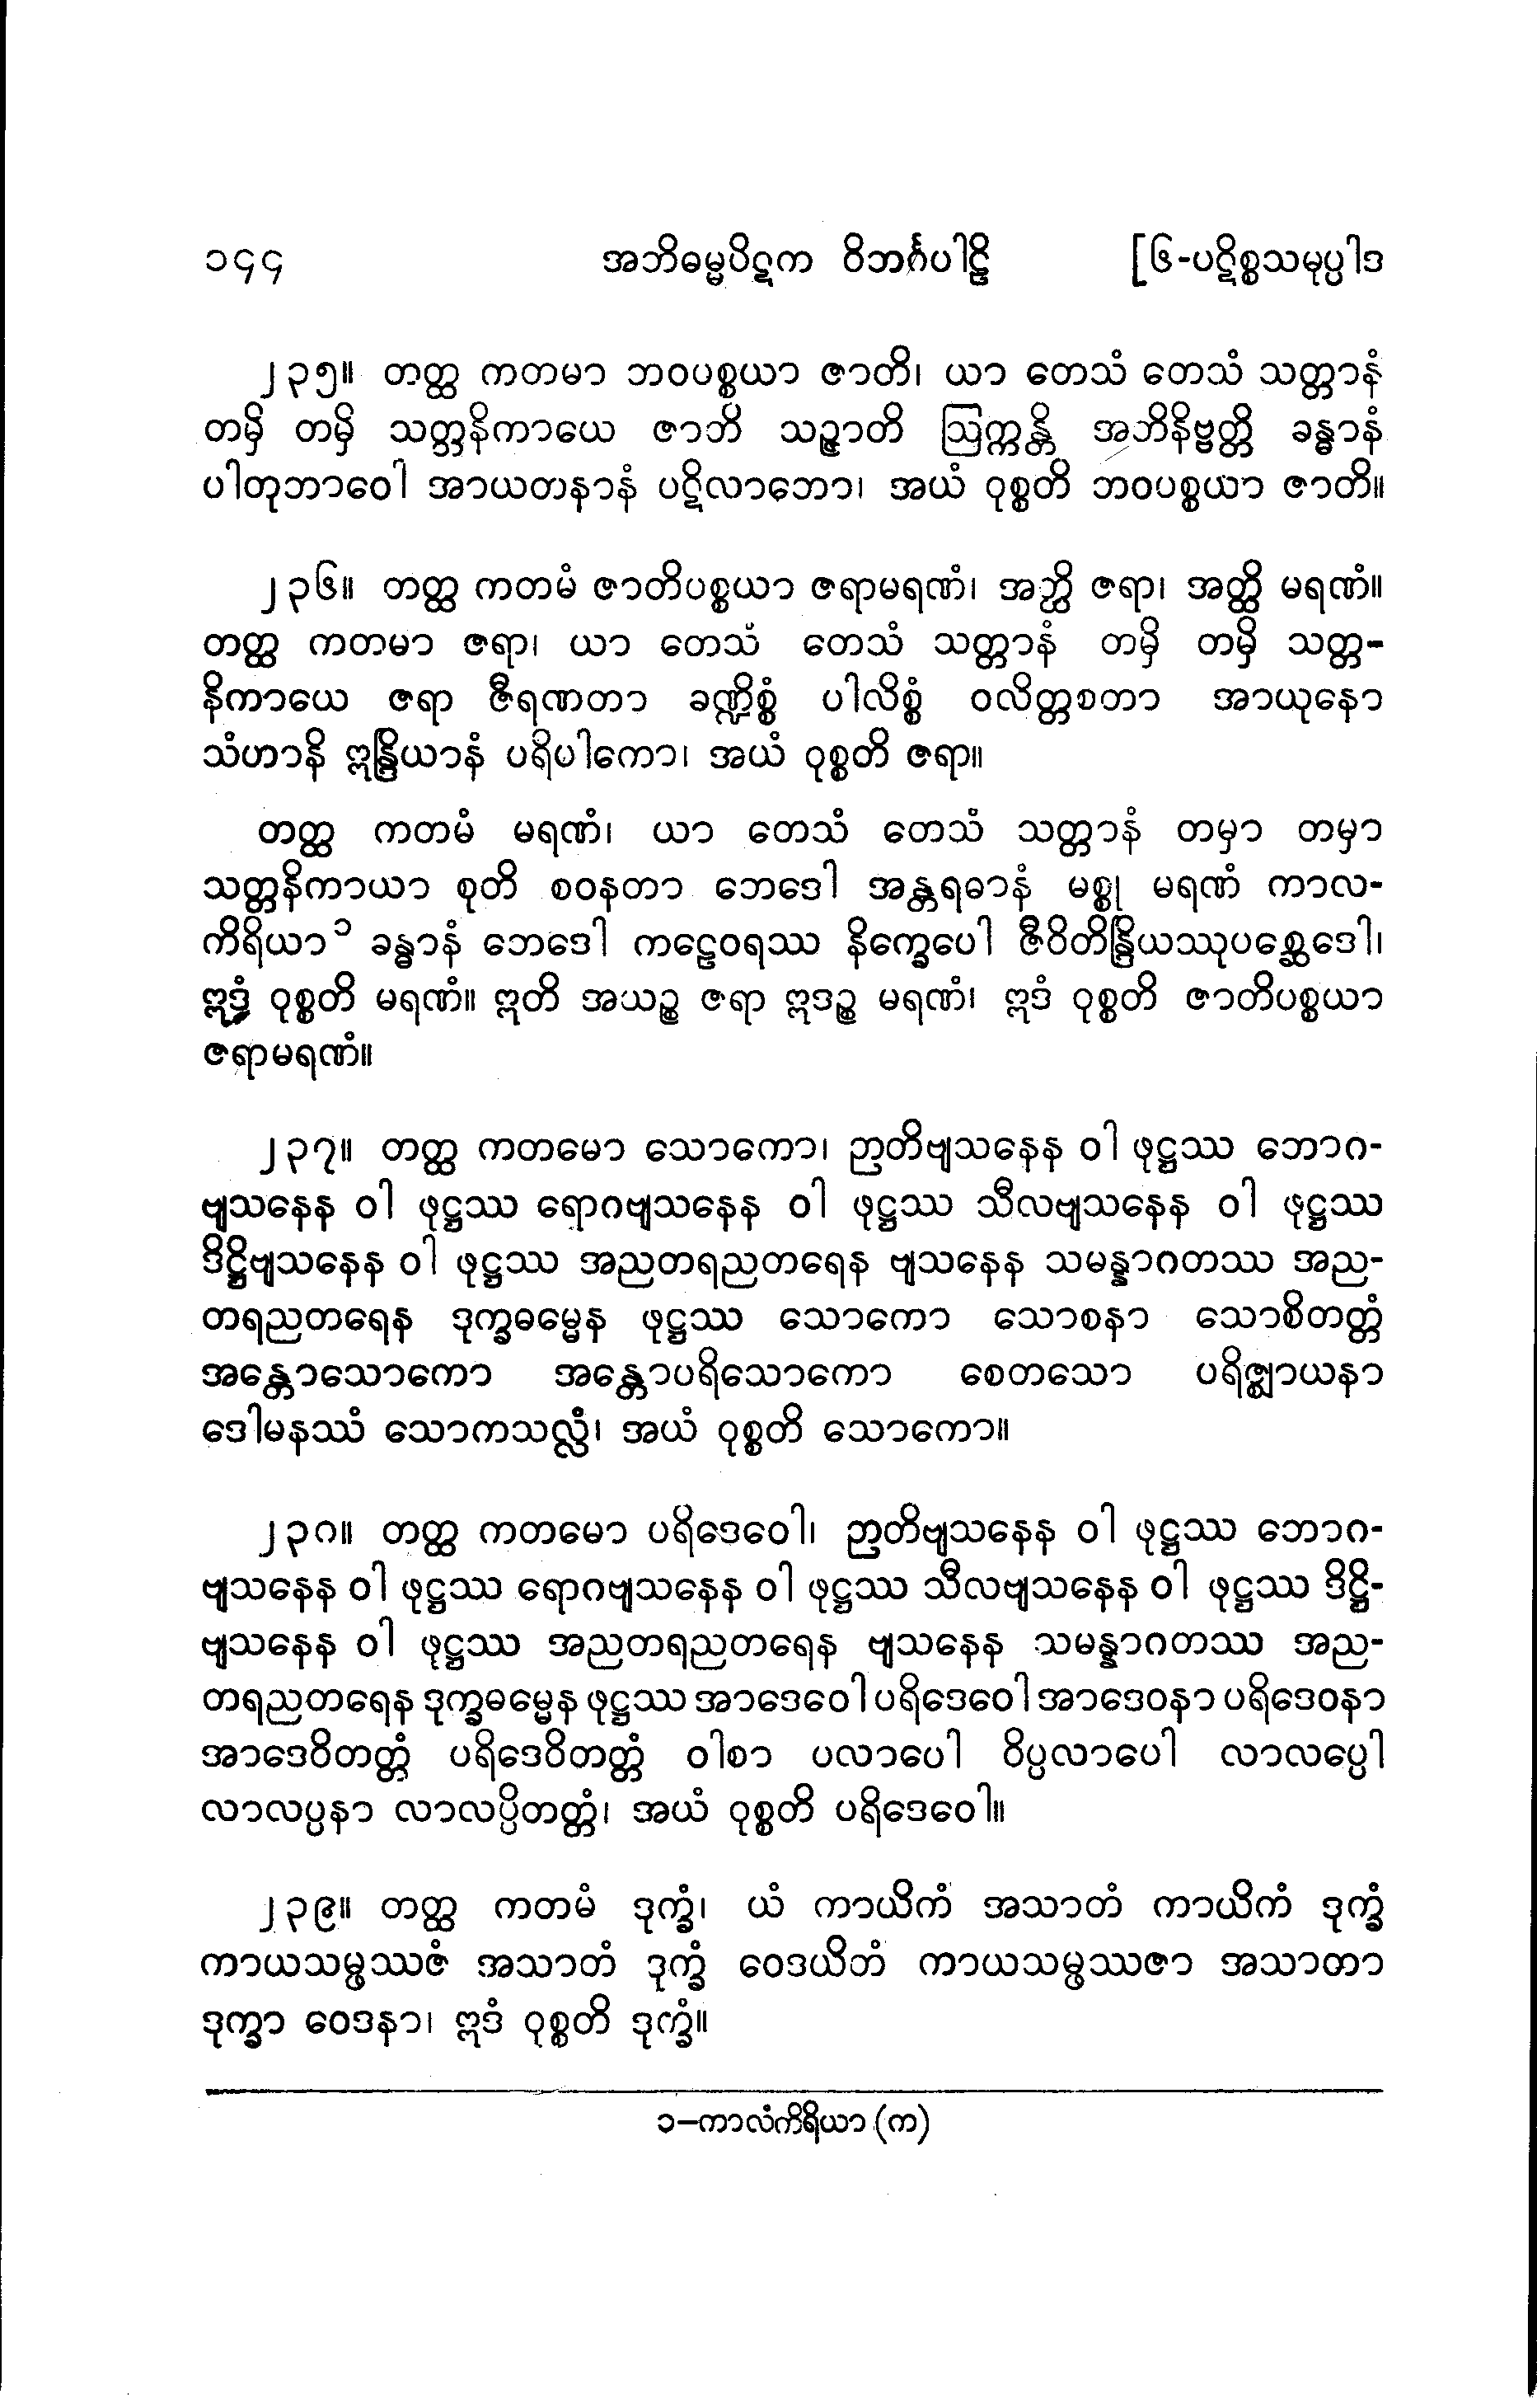 ၁၄၄ အဘိဓမ္မပိဋက ဝိဘင်္ဂပါဠိ [၆-ပဋိစ္စသမုပ္ပါဒ
၂၃၅။ တတ္ထ ကတမာ ဘဝပစ္စယာ ဇာတိ၊ ယာ တေသံ တေသံ သတ္တာနံ
တမှိ တမှိ သတ္တနိကာယေ ဇာတိ သဉ္ဇာတိ ဩက္ကန္တိ အဘိနိဗ္ဗတ္တိ ခန္ဓာနံ
ပါတုဘာဝေါ အာယတနာနံ ပဋိလာဘော၊ အယံ ဝုစ္စတိ ဘဝပစ္စယာ ဇာတိ။
၂၃၆။ တတ္ထ ကတမံ ဇာတိပစ္စယာ ဇရာမရဏံ၊ အတ္ထိ ဇရာ၊ အတ္ထိ မရဏံ။
တတ္ထ ကတမာ ဇရာ၊ ယာ တေသံ တေသံ သတ္တာနံ တမှိ တမှိ သတ္တ-
နိကာယေ ဇရာ ဇီရဏတာ ခဏ္ဍိစ္စံ ပါလိစ္စံ ဝလိတ္တစတာ အာယုနော
သံဟာနိ ဣန္ဒြိယာနံ ပရိပါကော၊ အယံ ဝုစ္စတိ ဇရာ။
တတ္ထ ကတမံ မရဏံ၊ ယာ တေသံ တေသံ သတ္တာနံ တမှာ တမှာ
သတ္တနိကာယာ စုတိ စဝနတာ ဘေဒေါ အန္တရဓာနံ မစ္စု မရဏံ ကာလ-
ကိရိယာ ၁ ခန္ဓာနံ ဘေဒေါ ကဠေဝရဿ နိက္ခေပေါ ဇီဝိတိန္ဒြိယဿုပစ္ဆေဒေါ၊
ဣဒံ ဝုစ္စတိ မရဏံ။ ဣတိ အယဉ္စ ဇရာ ဣဒဉ္စ မရဏံ၊ ဣဒံ ဝုစ္စတိ ဇာတိပစ္စယာ
ဇရာမရဏံ။
၂၃၇။ တတ္ထ ကတမော သောကော၊ ဉာတိဗျသနေန ဝါ ဖုဋ္ဌဿ ဘောဂ-
ဗျသနေန ဝါ ဖုဋ္ဌဿ ရောဂဗျသနေန ဝါ ဖုဋ္ဌဿ သီလဗျသနေန ဝါ ဖုဋ္ဌဿ
ဒိဋ္ဌိဗျသနေန ဝါ ဖုဋ္ဌဿ အညတရညတရေန ဗျသနေန သမန္နာဂတဿ အည-
တရညတရေန ဒုက္ခဓမ္မေန ဖုဋ္ဌဿ သောကော သောစနာ သောစိတတ္တံ
အန္တောသောကော အန္တောပရိသောကော စေတသော ပရိဇ္ဈာယနာ
ဒေါမနဿံ သောကသလ္လံ၊ အယံ ဝုစ္စတိ သောကော။
၂၃၈။ တတ္ထ ကတမော ပရိဒေဝေါ၊ ဉာတိဗျသနေန ဝါ ဖုဋ္ဌဿ ဘောဂ-
ဗျသနေန ဝါ ဖုဋ္ဌဿ ရောဂဗျသနေန ဝါ ဖုဋ္ဌဿ သီလဗျသနေန ဝါ ဖုဋ္ဌဿ ဒိဋ္ဌိ-
ဗျသနေန ဝါ ဖုဋ္ဌဿ အညတရညတရေန ဗျသနေန သမန္နာဂတဿ အည-
တရညတရေန ဒုက္ခဓမ္မေန ဖုဋ္ဌဿ အာဒေဝေါ ပရိဒေဝေါ အာဒေဝနာ ပရိဒေဝနာ
အာဒေဝိတတ္တံ ပရိဒေဝိတတ္တံ ဝါစာ ပလာပေါ ဝိပ္ပလာပေါ လာလပ္ပေါ
လာလပ္ပနာ လာလပ္ပိတတ္တံ၊ အယံ ဝုစ္စတိ ပရိဒေဝေါ။
၂၃၉။ တတ္ထ ကတမံ ဒုက္ခံ၊ ယံ ကာယိကံ အသာတံ ကာယိကံ ဒုက္ခံ
ကာယသမ္ဖဿဇံ အသာတံ ဒုက္ခံ ဝေဒယိတံ ကာယသမ္ဖဿဇာ အသာတာ
ဒုက္ခာ ဝေဒနာ၊ ဣဒံ ဝုစ္စတိ ဒုက္ခံ။
၁-ကာလံကိရိယာ (က)